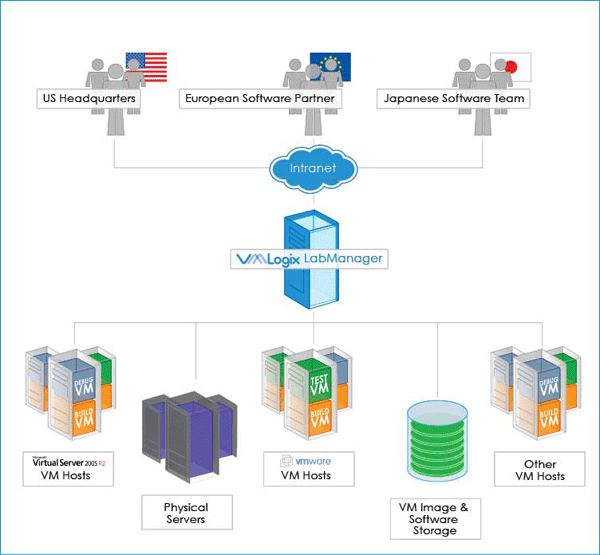 US Headquarters
European Software Partner
Japanese Software Team
Intranet
VMLogix LabManager
DEBUG
VM
BUILD
VM
TEST
VM
BUILD
VM
DEBUG
VM
BUILD
VM
Microsoft
Virtual Server 2005 R2
VM Hosts
vmware
VM Hosts
Other
VM Hosts
Physical
Servers
VM Image &
Software
Storage